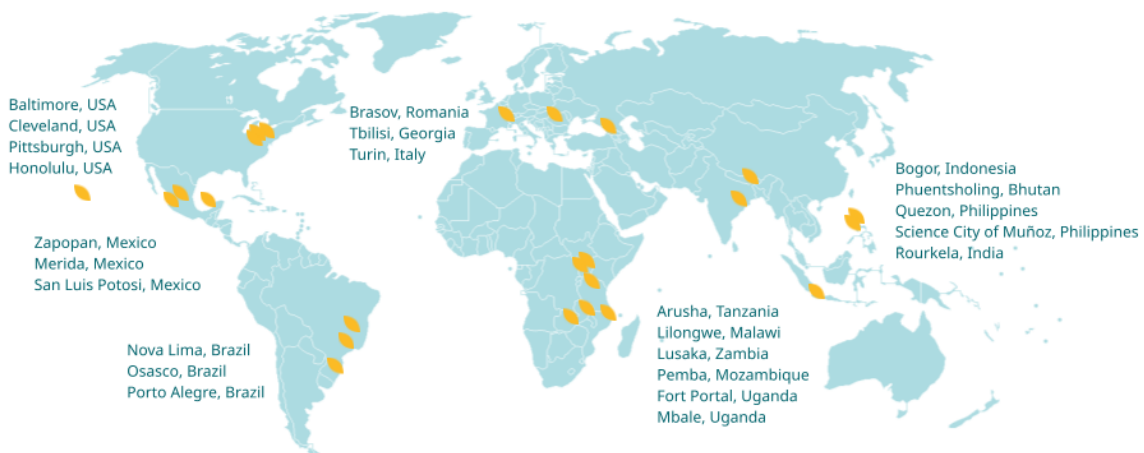 Baltimore, USA
Cleveland, USA
Pittsburgh, USA
Honolulu, USA
Zapopan, Mexico
Merida, Mexico
San Luis Potosi, Mexico
Nova Lima, Brazil
Osasco, Brazil
Porto Alegre, Brazil
Brasov, Romania
Tbilisi, Georgia
Turin, Italy
Arusha, Tanzania
Lilongwe, Malawi
Lusaka, Zambia
Pemba, Mozambique
Fort Portal, Uganda
Mbale, Uganda
Bogor, Indonesia
Phuentsholing, Bhutan
Quezon, Philippines
Science City of Muñoz, Philippines
Rourkela, India